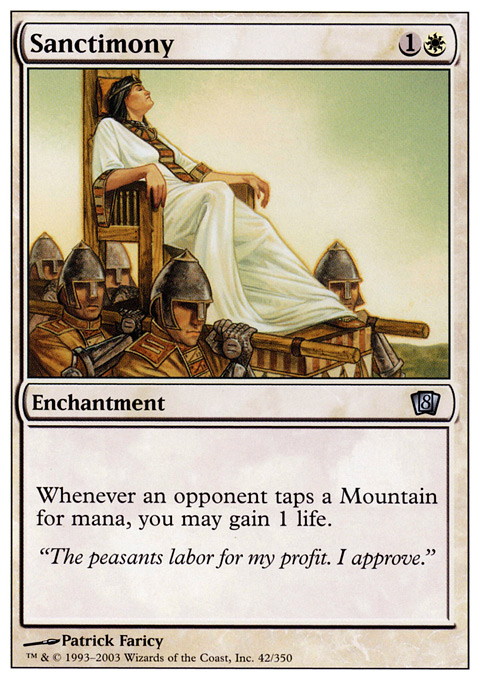 Sanctimony 1
Enchantment 8
Whenever an opponent taps a Mountain
for mana, you may gain 1 life.
“The peasants labor for my profit. I approve.”
Patrick Faricy
™ & © 1993–2003 Wizards of the Coast, Inc. 42/350